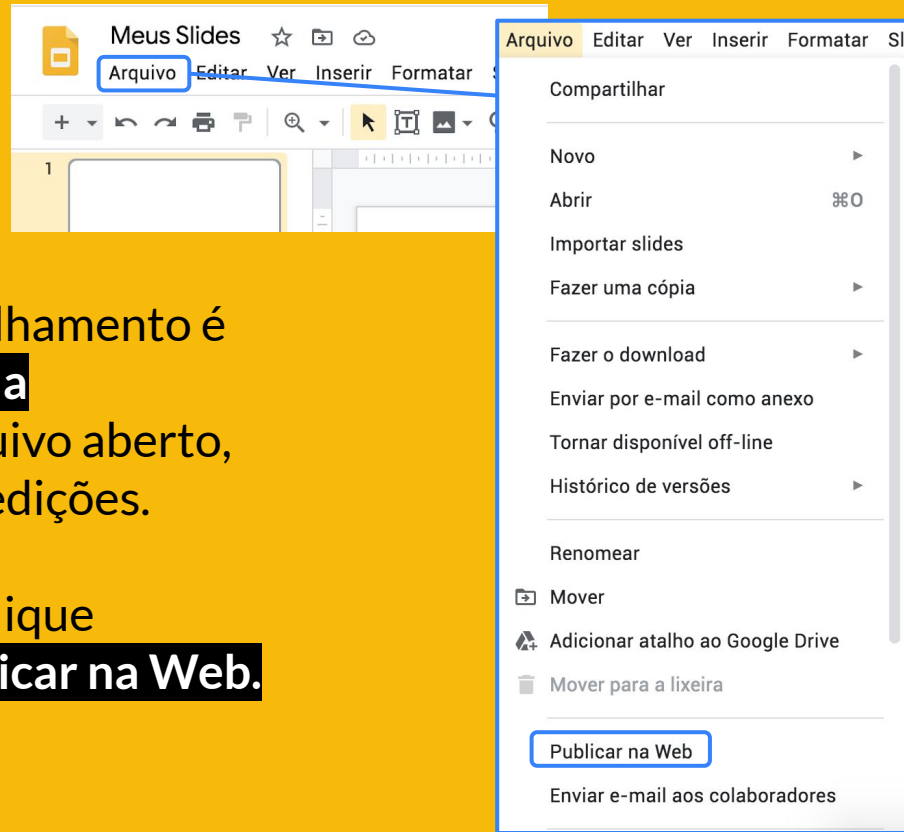 Meus Slides
Arquivo Editar Ver Inserir Formatar
1
lhamento é
a
uivo aberto,
edições.
ique
icar na Web.
Arquivo Editar Ver Inserir Formatar Sl
Compartilhar
Novo
Abrir ⌘O
Importar slides
Fazer uma cópia
Fazer o download
Enviar por e-mail como anexo
Tornar disponível off-line
Histórico de versões
Renomear
Mover
Adicionar atalho ao Google Drive
Mover para a lixeira
Publicar na Web
Enviar e-mail aos colaboradores